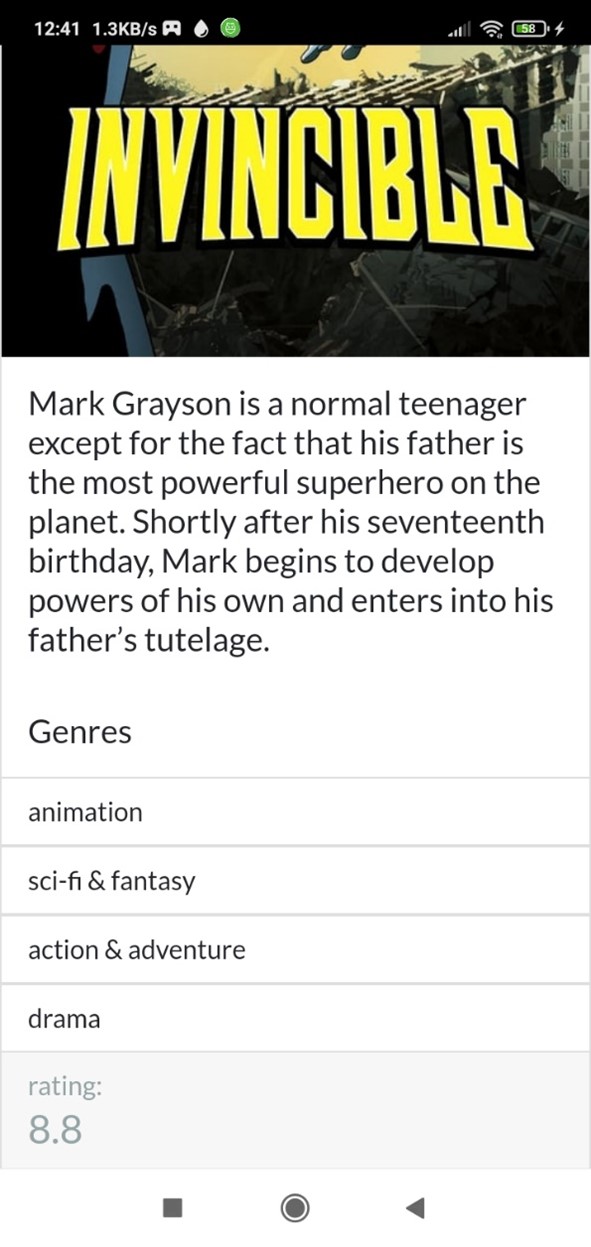 12:41 1.3KB/s 58
INVINCIBLE
Mark Grayson is a normal teenager
except for the fact that his father is
the most powerful superhero on the
planet. Shortly after his seventeenth
birthday, Mark begins to develop
powers of his own and enters into his
father’s tutelage.
Genres
animation
sci-fi & fantasy
action & adventure
drama
rating:
8.8